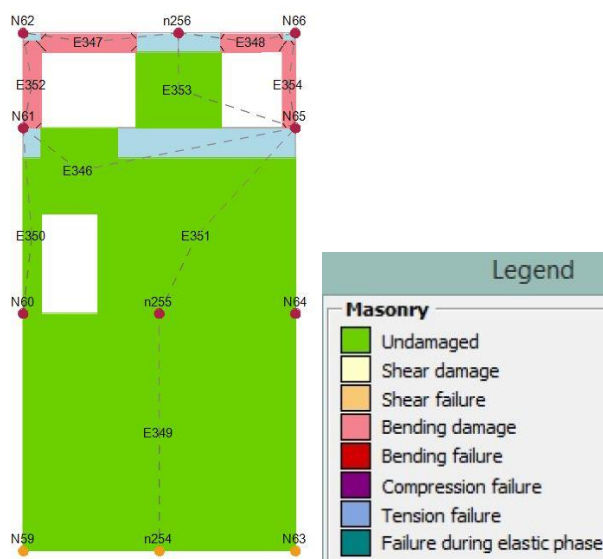 N62 n256 N66
E347 E348
E352 E353 E354
N61 N65
E346
E350 E351
N60 n255 N64
E349
N59 n254 N63
Legend
Masonry
Undamaged
Shear damage
Shear failure
Bending damage
Bending failure
Compression failure
Tension failure
Failure during elastic phase